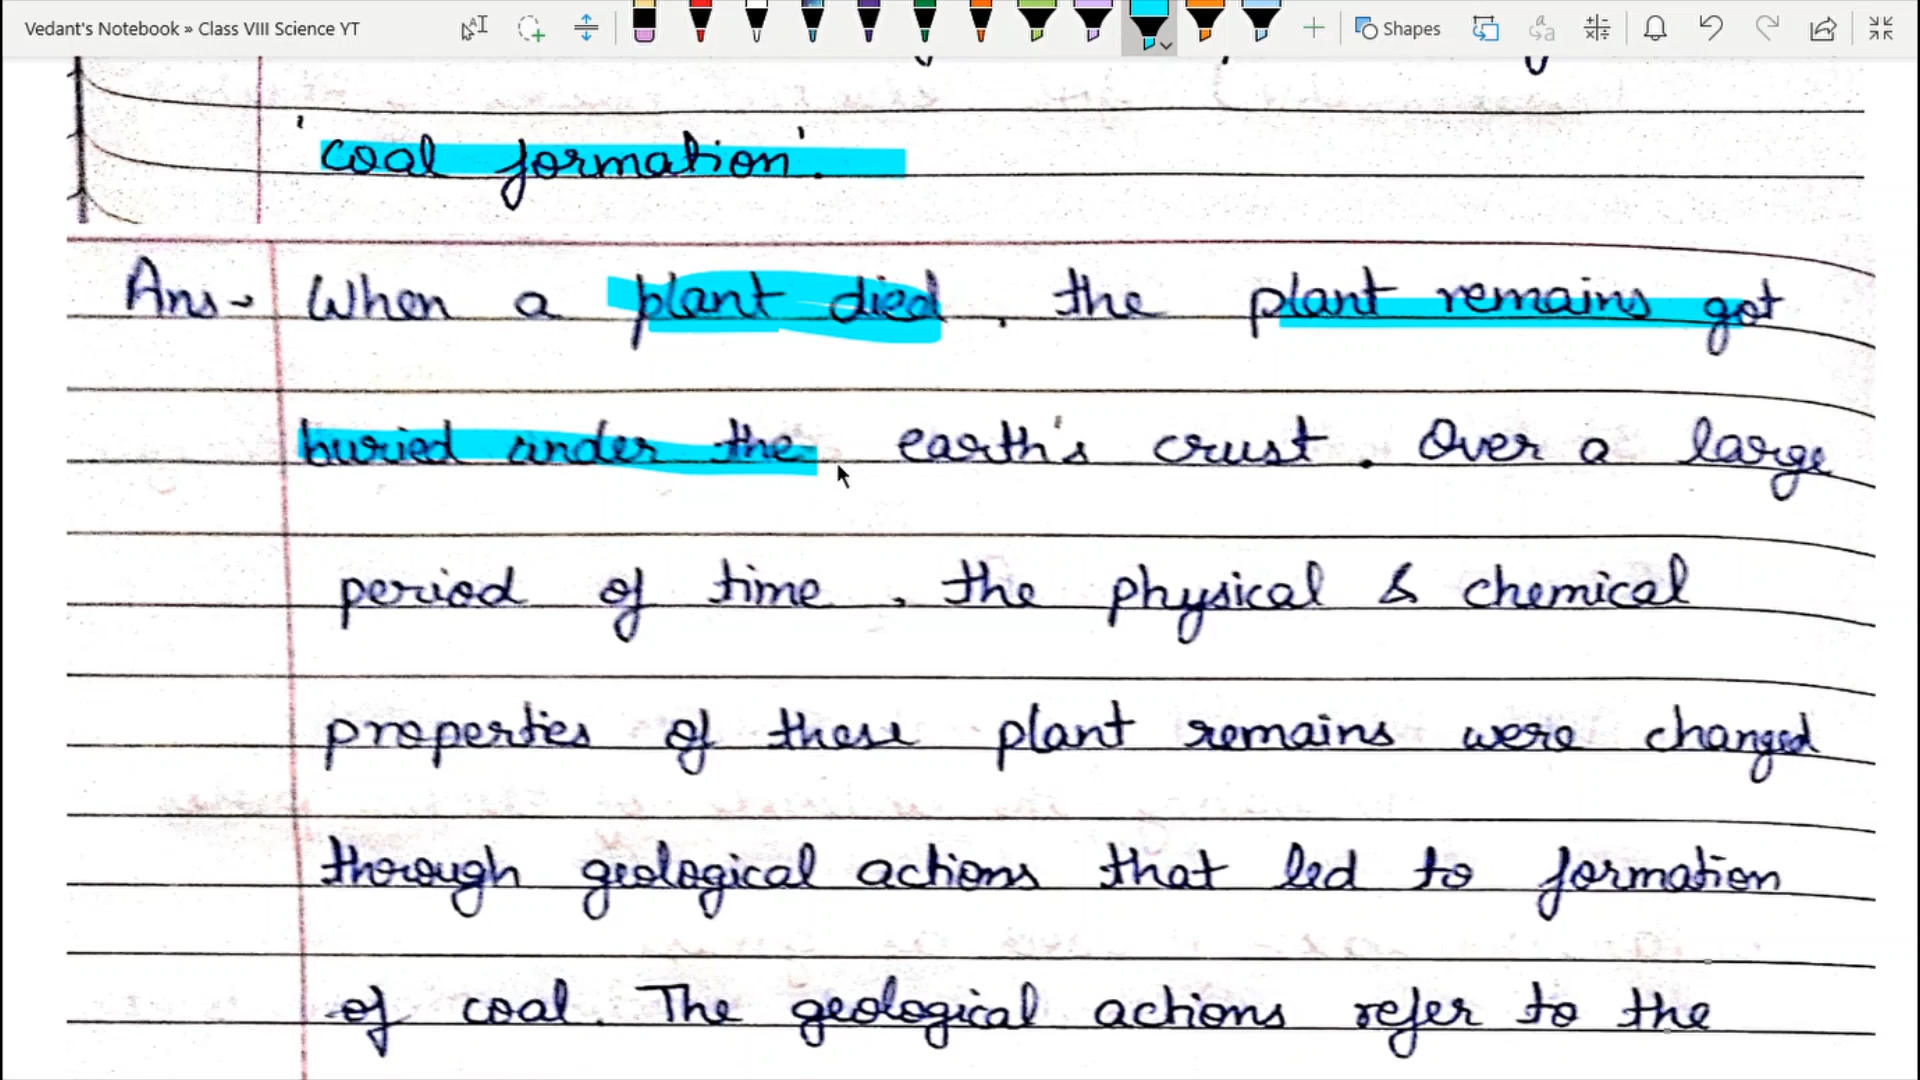 Vedant's Notebook » Class VIII Science YT
Shapes
'coal formation'.
Ans→ When a plant died, the plant remains got
buried under the earth's crust. Over a large
period of time, the physical & chemical
properties of these plant remains were changed
through geological actions that led to formation
of coal. The geological actions refer to the